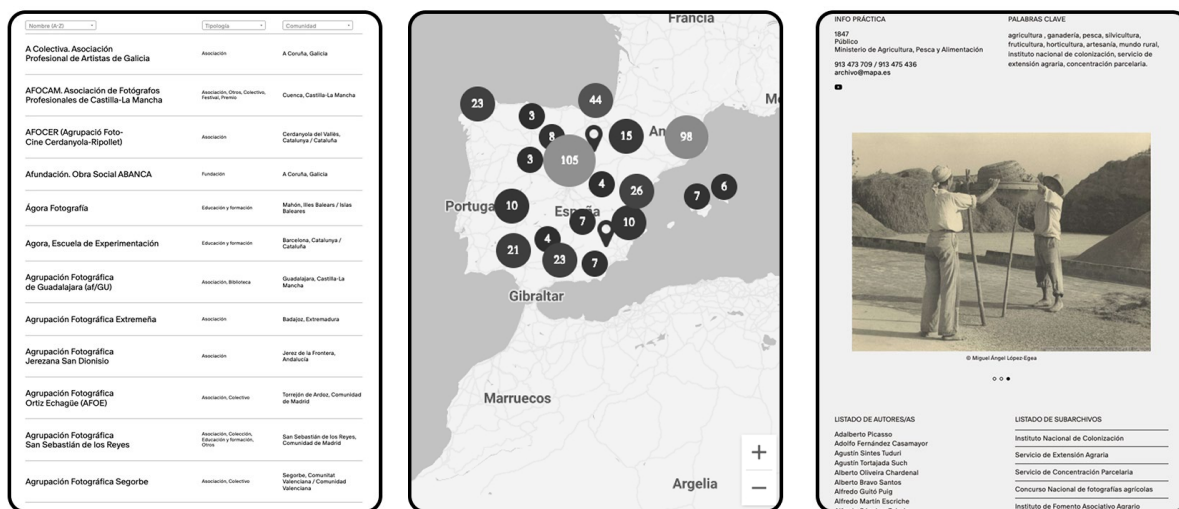 Nombre (A-Z)
Tipología
Comunidad
A Colectiva. Asociación
Profesional de Artistas de Galicia
Asociación
A Coruña, Galicia
AFOCAM. Asociación de Fotógrafos
Profesionales de Castilla-La Mancha
Asociación, Otros, Colectivo,
Festival, Premio
Cuenca, Castilla-La Mancha
AFOCER (Agrupació Foto-
Cine Cerdanyola-Ripollet)
Asociación
Cerdanyola del Vallès,
Catalunya / Cataluña
Afundación. Obra Social ABANCA
Fundación
A Coruña, Galicia
Ágora Fotografía
Educación y formación
Mahón, Illes Balears / Islas
Baleares
Agora, Escuela de Experimentación
Educación y formación
Barcelona, Catalunya /
Cataluña
Agrupación Fotográfica
de Guadalajara (af/GU)
Asociación, Biblioteca
Guadalajara, Castilla-La
Mancha
Agrupación Fotográfica Extremeña
Asociación
Badajoz, Extremadura
Agrupación Fotográfica
Jerezana San Dionisio
Asociación
Jerez de la Frontera,
Andalucía
Agrupación Fotográfica
Ortiz Echagüe (AFOE)
Asociación, Colectivo
Torrejón de Ardoz, Comunidad
de Madrid
Agrupación Fotográfica
San Sebastián de los Reyes
Asociación, Colección,
Educación y formación,
Otros
San Sebastián de los Reyes,
Comunidad de Madrid
Agrupación Fotográfica Segorbe
Asociación, Colectivo
Segorbe, Comunitat
Valenciana / Comunidad
Valenciana
Francia
23
44
3
8
15
An
98
3
105
4
26
7
6
Portuga
10
España
7
10
21
4
23
7
Gibraltar
Marruecos
Argelia
+
−
INFO PRÁCTICA
1847
Público
Ministerio de Agricultura, Pesca y Alimentación
913 473 709 / 913 475 436
archivo@mapa.es
PALABRAS CLAVE
agricultura , ganadería, pesca, silvicultura,
fruticultura, horticultura, artesanía, mundo rural,
instituto nacional de colonización, servicio de
extensión agraria, concentración parcelaria.
© Miguel Ángel López-Egea
LISTADO DE AUTORES/AS
Adalberto Picasso
Adolfo Fernández Casamayor
Agustín Sintes Tudurí
Agustín Tortajada Such
Alberto Oliveira Chardenal
Alberto Bravo Santos
Alfredo Guitó Puig
Alfredo Martín Escriche
LISTADO DE SUBARCHIVOS
Instituto Nacional de Colonización
Servicio de Extensión Agraria
Servicio de Concentración Parcelaria
Concurso Nacional de fotografías agrícolas
Instituto de Fomento Asociativo Agrario